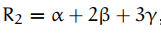 R₂ = α + 2β + 3γ,